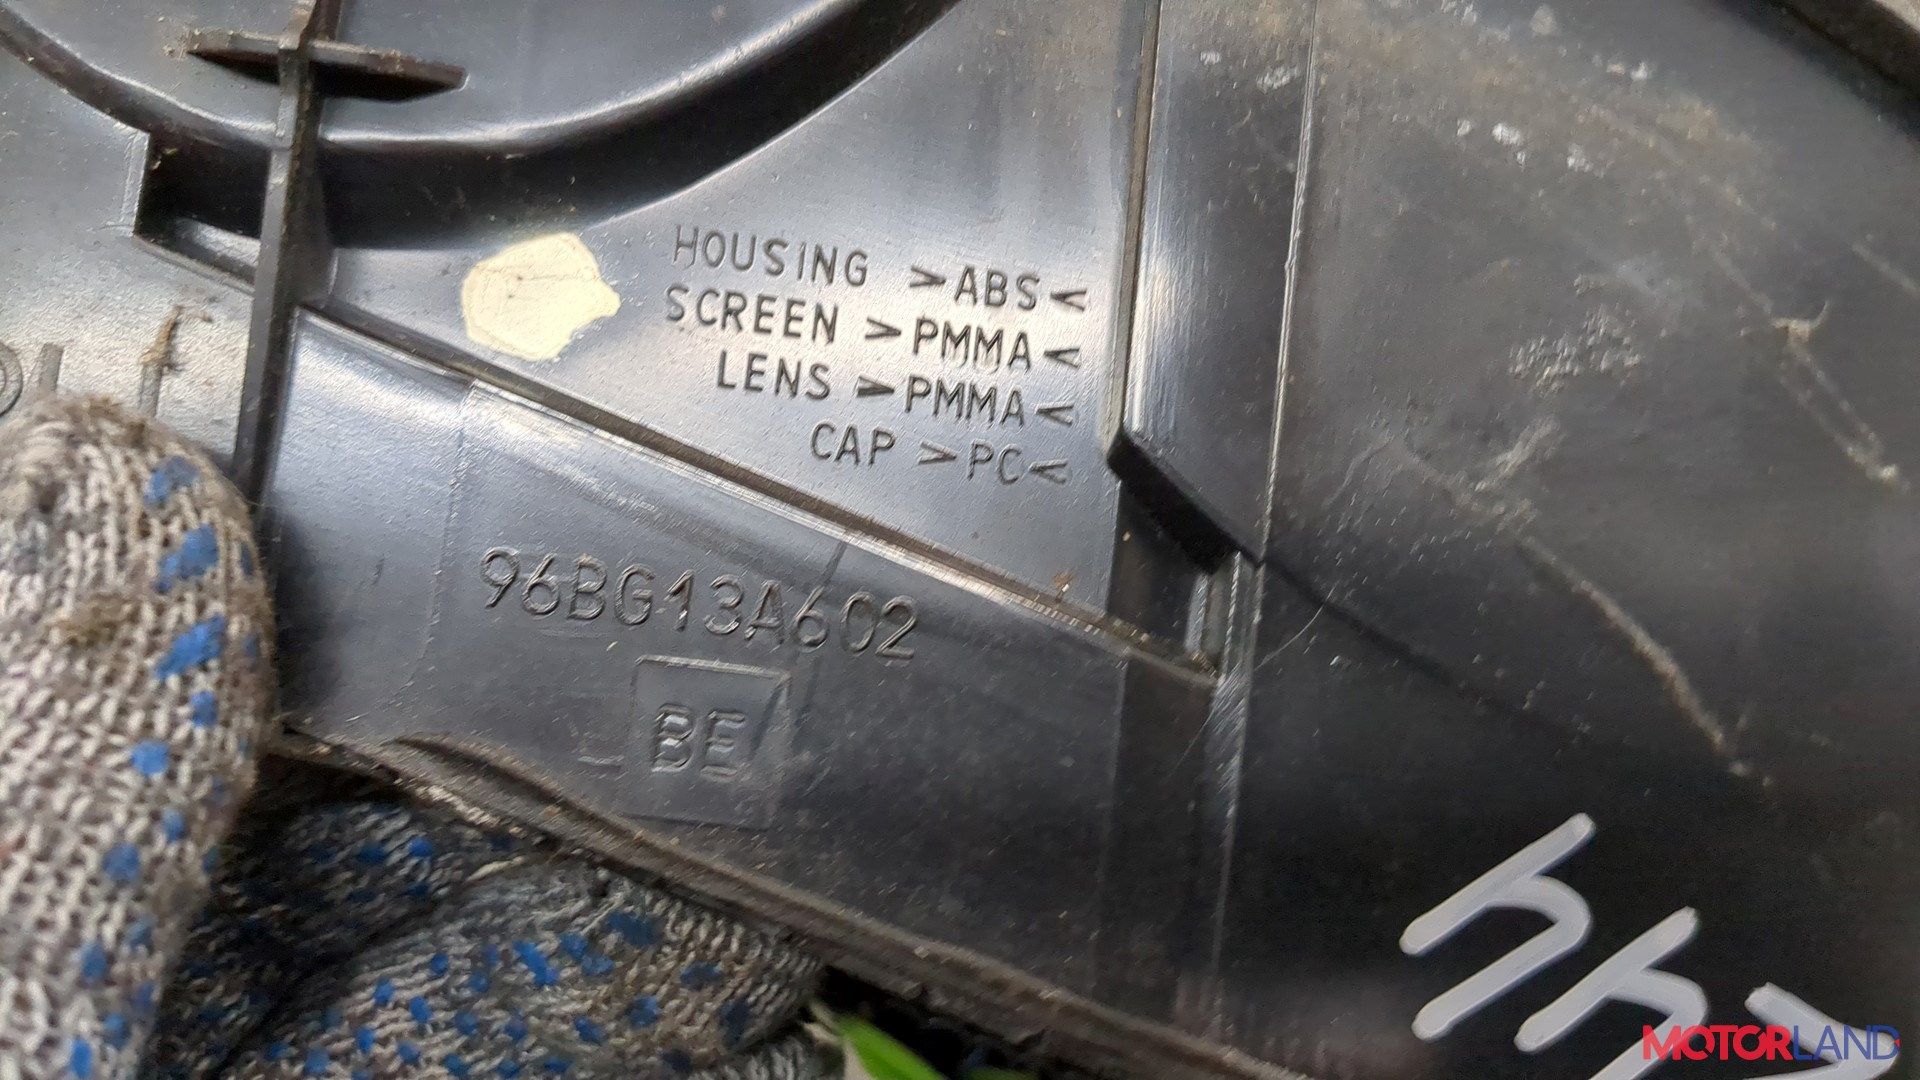 HOUSING >ABS<
SCREEN >PMMA<
LENS >PMMA<
CAP >PC<
96BG13A602
BE
MOTORLAND